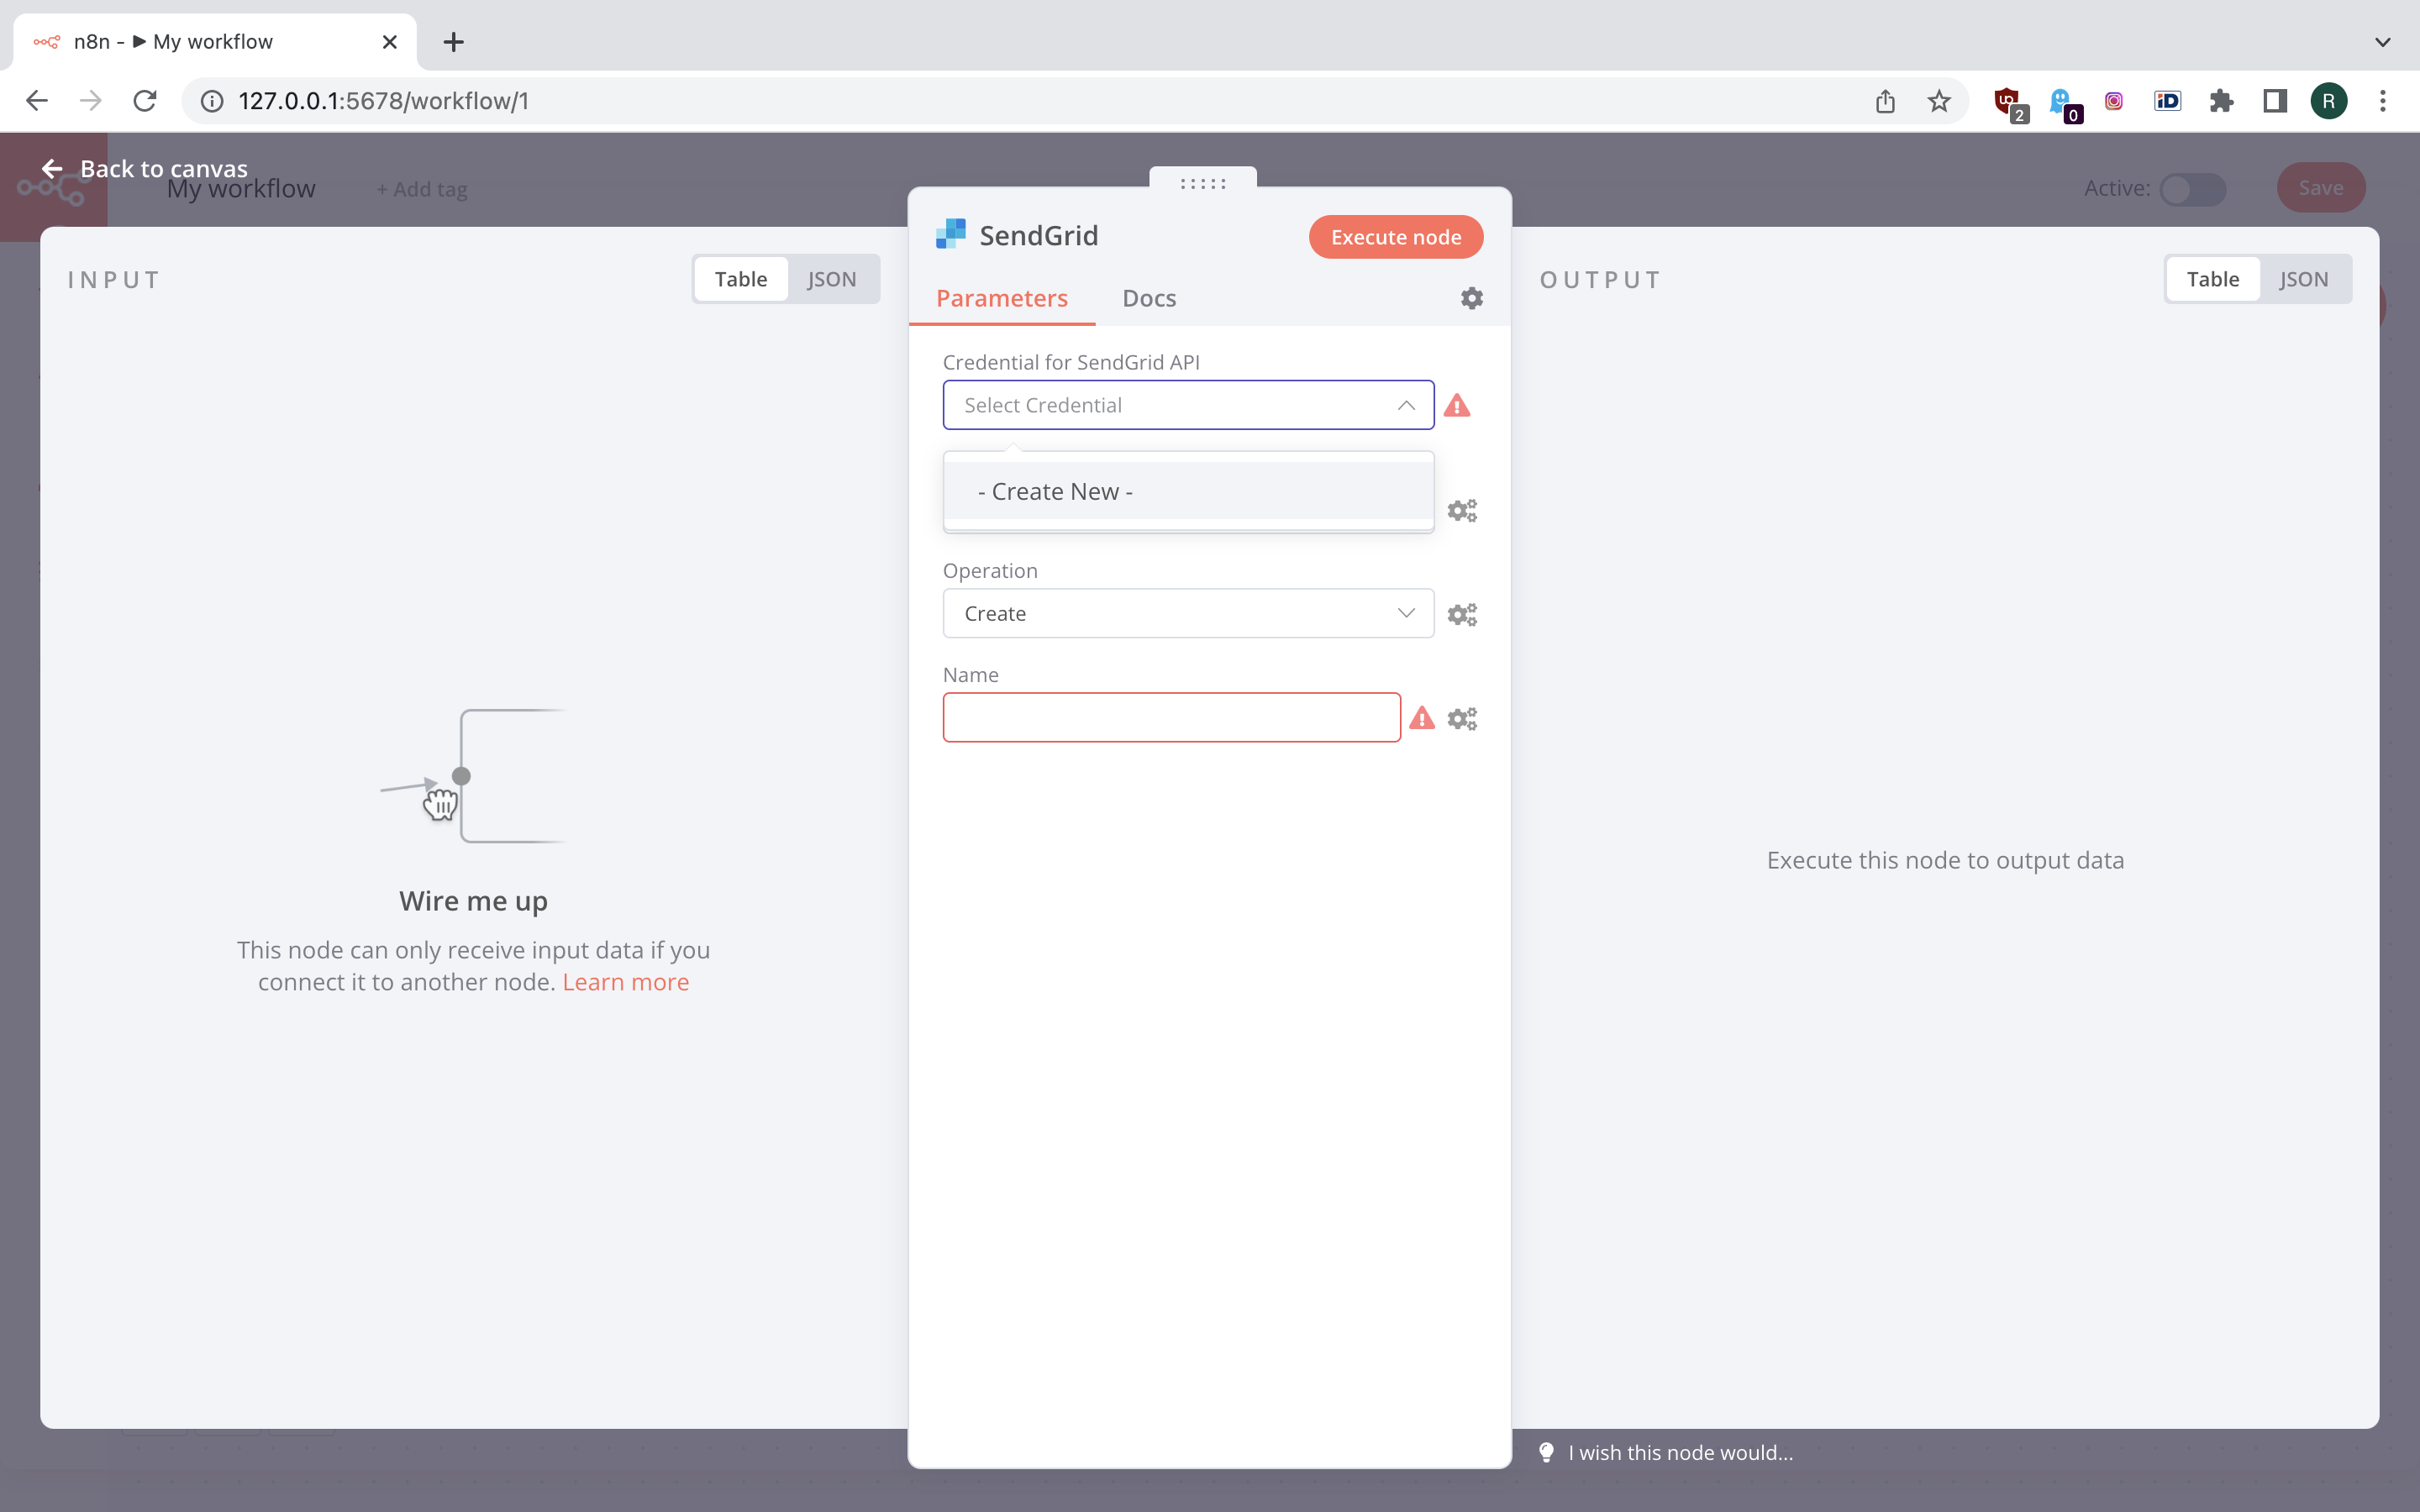 n8n - ▶ My workflow
127.0.0.1:5678/workflow/1
2
0
iD
R
Back to canvas
My workflow
+ Add tag
Active:
Save
SendGrid
Execute node
INPUT
Table
JSON
Parameters
Docs
OUTPUT
Table
JSON
Credential for SendGrid API
Select Credential
- Create New -
Operation
Create
Name
Wire me up
This node can only receive input data if you
connect it to another node. Learn more
Execute this node to output data
I wish this node would...